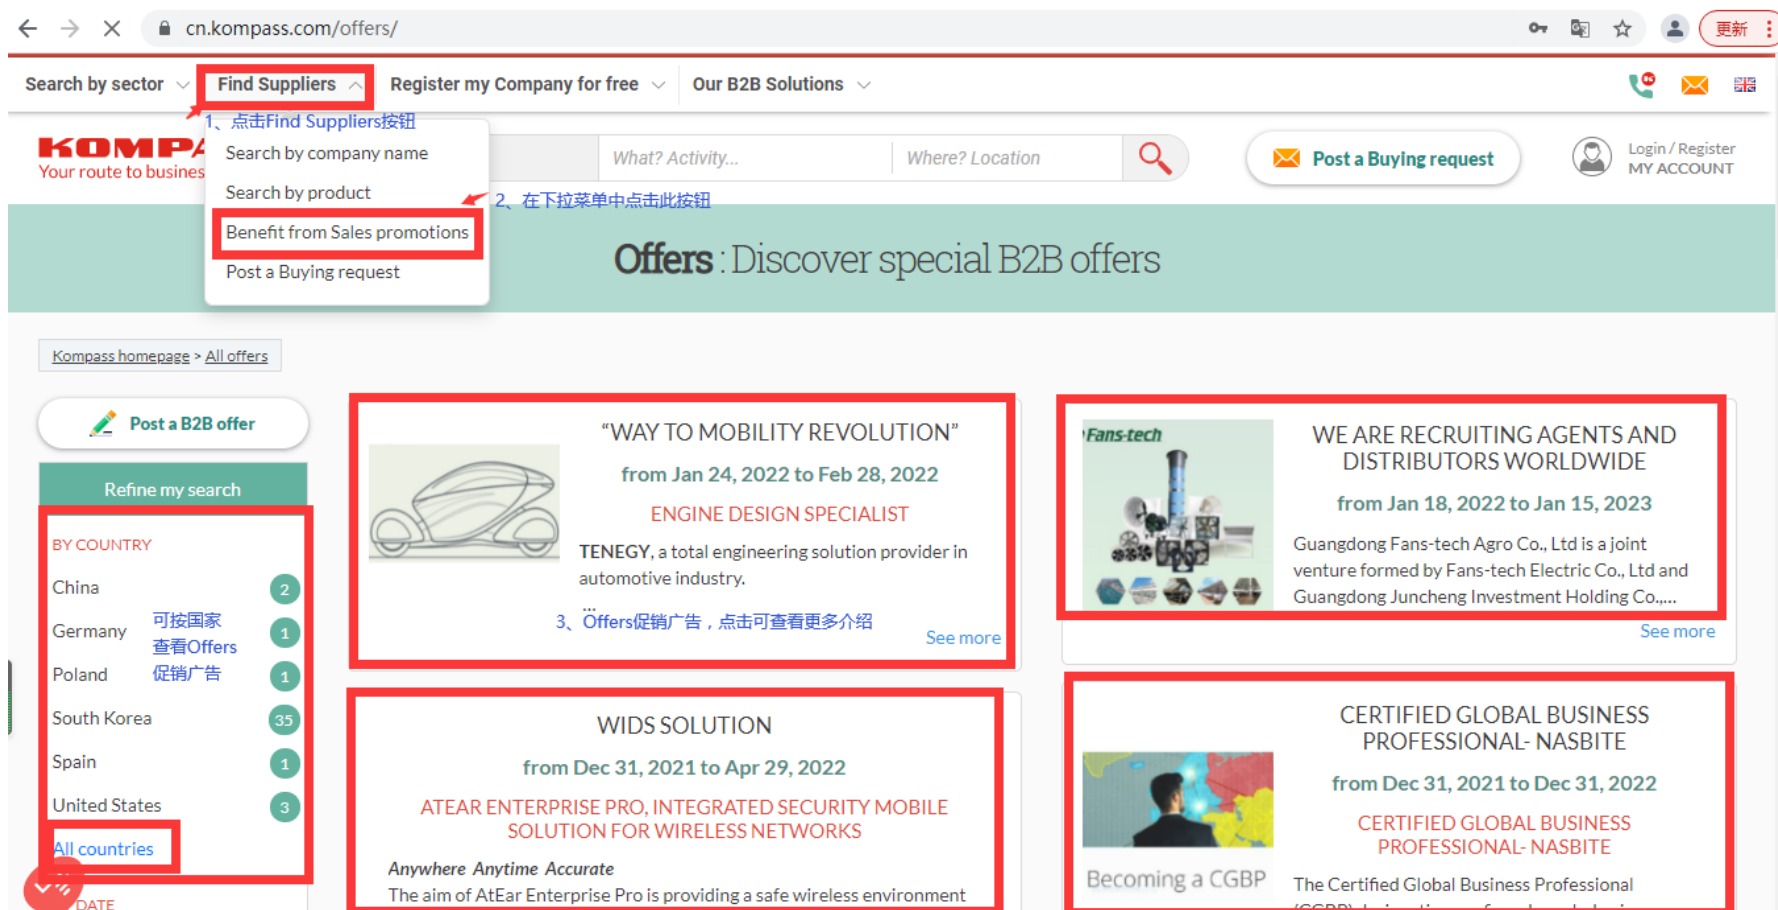 cn.kompass.com/offers/
更新
Search by sector
Find Suppliers
Register my Company for free
Our B2B Solutions
1、点击Find Suppliers按钮
KOMPA
Your route to busines
Search by company name
What? Activity...
Where? Location
Post a Buying request
Login / Register
MY ACCOUNT
Search by product
2、在下拉菜单中点击此按钮
Benefit from Sales promotions
Post a Buying request
Offers : Discover special B2B offers
Kompass homepage > All offers
Post a B2B offer
Refine my search
BY COUNTRY
China 2
Germany 1
Poland 1
South Korea 35
Spain 1
United States 3
All countries
可按国家
查看Offers
促销广告
DATE
“WAY TO MOBILITY REVOLUTION”
from Jan 24, 2022 to Feb 28, 2022
ENGINE DESIGN SPECIALIST
TENEGY, a total engineering solution provider in
automotive industry.
...
3、Offers促销广告，点击可查看更多介绍
See more
Fans-tech
WE ARE RECRUITING AGENTS AND
DISTRIBUTORS WORLDWIDE
from Jan 18, 2022 to Jan 15, 2023
Guangdong Fans-tech Agro Co., Ltd is a joint
venture formed by Fans-tech Electric Co., Ltd and
Guangdong Juncheng Investment Holding Co.,...
See more
WIDS SOLUTION
from Dec 31, 2021 to Apr 29, 2022
ATEAR ENTERPRISE PRO, INTEGRATED SECURITY MOBILE
SOLUTION FOR WIRELESS NETWORKS
Anywhere Anytime Accurate
The aim of AtEar Enterprise Pro is providing a safe wireless environment
CERTIFIED GLOBAL BUSINESS
PROFESSIONAL- NASBITE
from Dec 31, 2021 to Dec 31, 2022
CERTIFIED GLOBAL BUSINESS
PROFESSIONAL- NASBITE
Becoming a CGBP
The Certified Global Business Professional